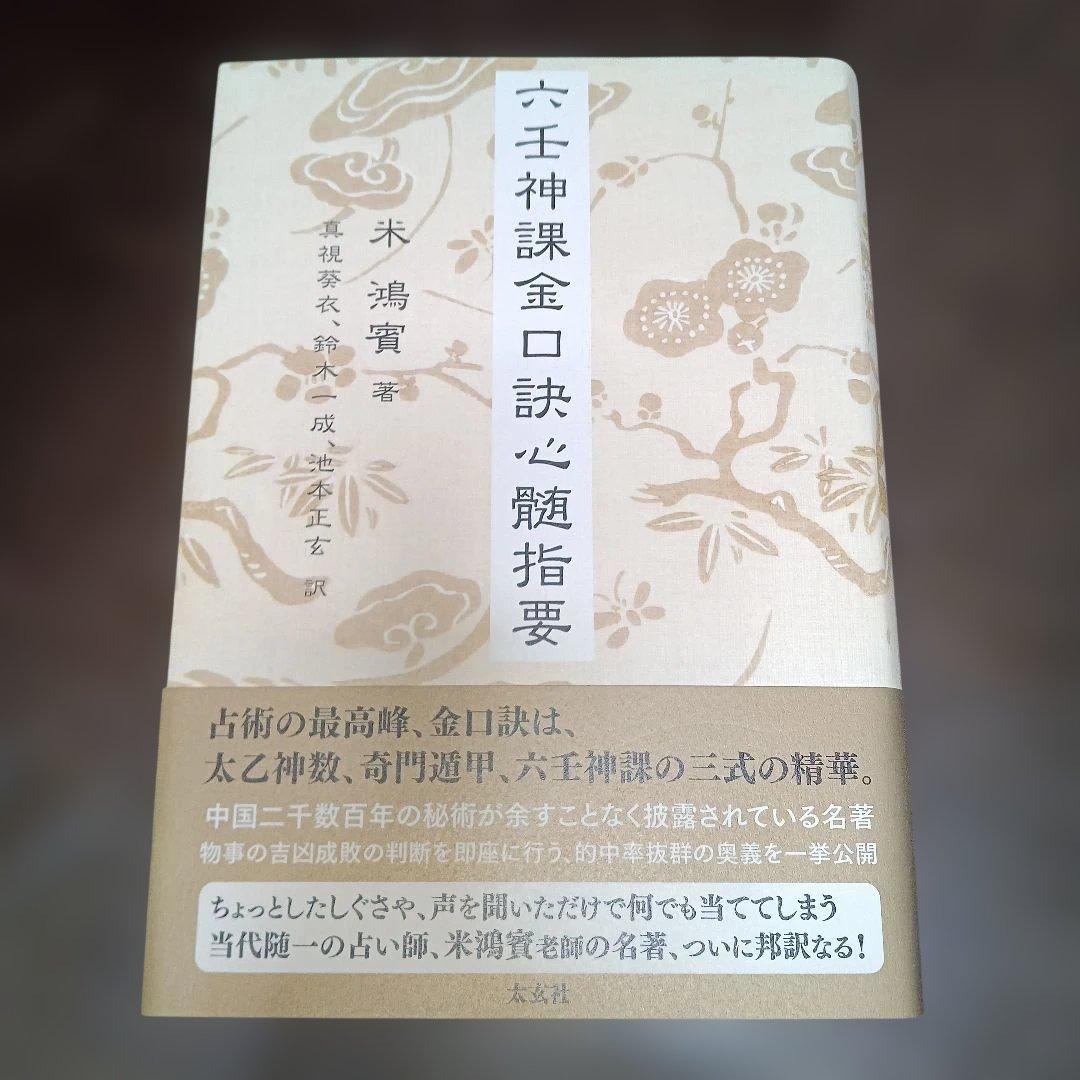 六壬神課金口訣心髄指要
米鴻賓 著
真視葵衣、鈴木一成、池本正玄 訳
占術の最高峰、金口訣は、
太乙神数、奇門遁甲、六壬神課の三式の精華。
中国二千数百年の秘術が余すことなく披露されている名著
物事の吉凶成敗の判断を即座に行う、的中率抜群の奥義を一挙公開
ちょっとしたしぐさや、声を聞いただけで何でも当ててしまう
当代随一の占い師、米鴻賓老師の名著、ついに邦訳なる!
太玄社